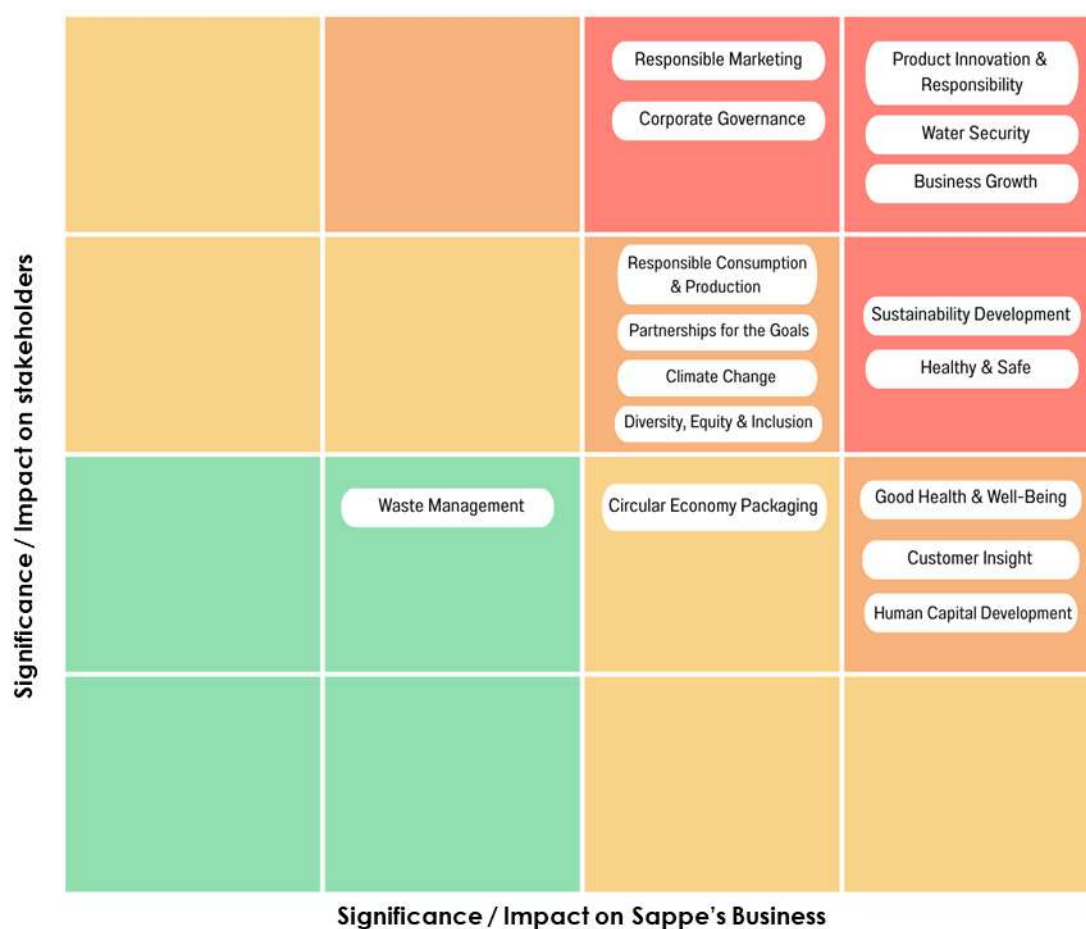 Responsible Marketing
Corporate Governance
Product Innovation &
Responsibility
Water Security
Business Growth
Responsible Consumption
& Production
Partnerships for the Goals
Climate Change
Diversity, Equity & Inclusion
Sustainability Development
Healthy & Safe
Waste Management
Circular Economy Packaging
Good Health & Well-Being
Customer Insight
Human Capital Development
Significance / Impact on stakeholders
Significance / Impact on Sappe's Business